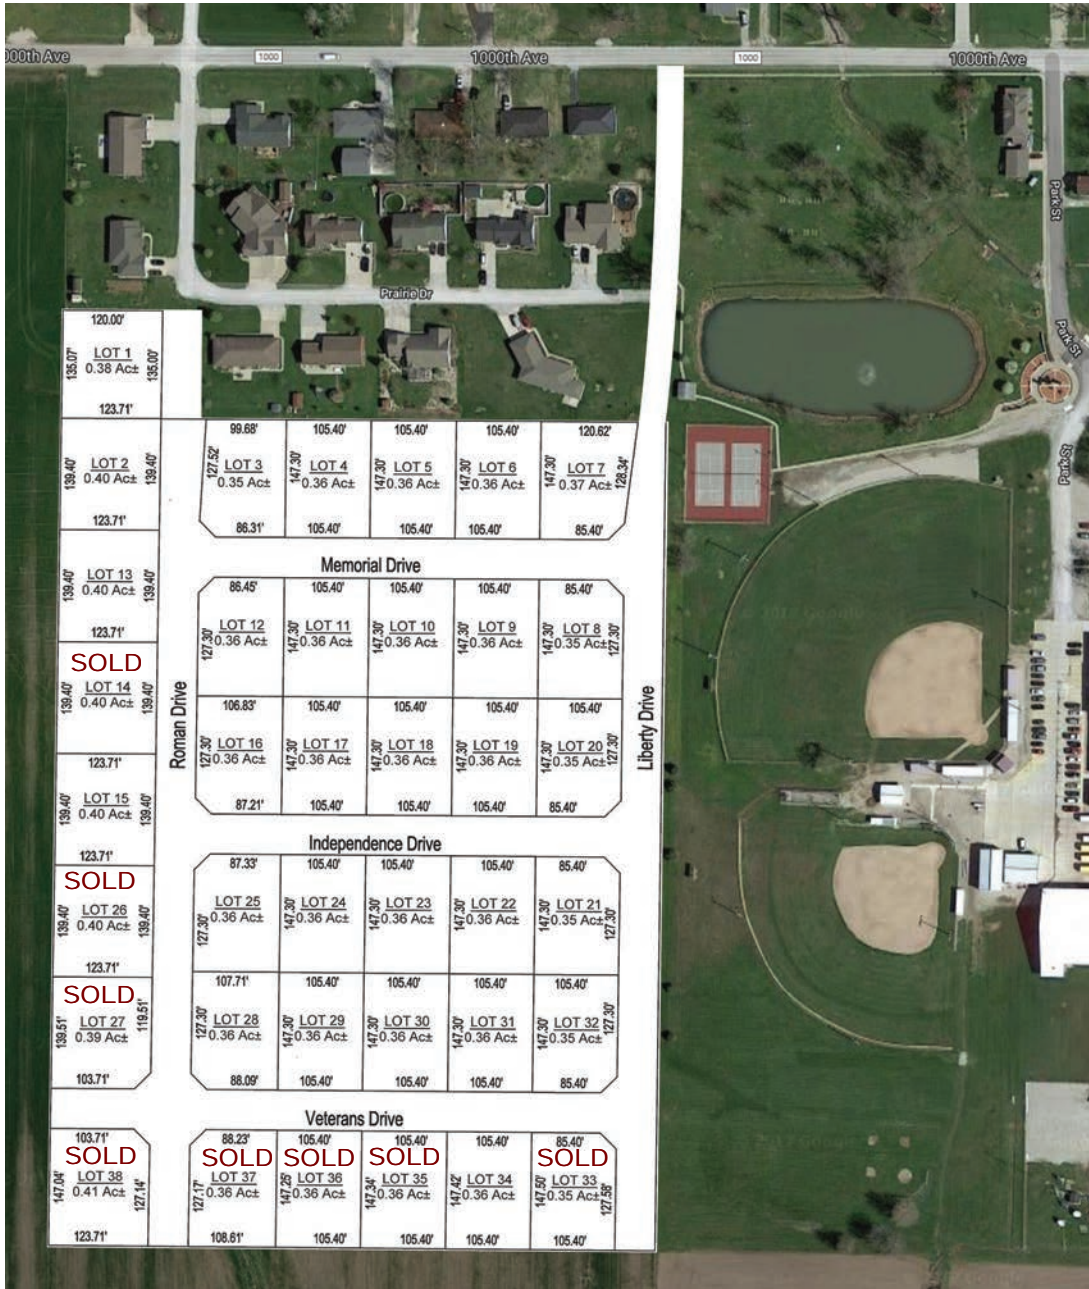 000th Ave
1000
1000th Ave
1000
1000th Ave
Park St
Prairie Dr
Park St
Park St
120.00'
135.07'
LOT 1
0.38 Ac±
135.00'
123.71'
139.40'
LOT 2
0.40 Ac±
139.40'
123.71'
99.68'
127.52'
LOT 3
0.35 Ac±
86.31'
105.40'
147.30'
LOT 4
0.36 Ac±
105.40'
105.40'
147.30'
LOT 5
0.36 Ac±
105.40'
105.40'
147.30'
LOT 6
0.36 Ac±
105.40'
120.62'
147.30'
LOT 7
0.37 Ac±
128.34'
85.40'
Memorial Drive
139.40'
LOT 13
0.40 Ac±
139.40'
123.71'
86.45'
127.30'
LOT 12
0.36 Ac±
105.40'
147.30'
LOT 11
0.36 Ac±
105.40'
147.30'
LOT 10
0.36 Ac±
105.40'
147.30'
LOT 9
0.36 Ac±
85.40'
147.30'
LOT 8
0.35 Ac±
127.30'
SOLD
139.40'
LOT 14
0.40 Ac±
139.40'
123.71'
Roman Drive
Liberty Drive
106.83'
127.30'
LOT 16
0.36 Ac±
87.21'
105.40'
147.30'
LOT 17
0.36 Ac±
105.40'
105.40'
147.30'
LOT 18
0.36 Ac±
105.40'
105.40'
147.30'
LOT 19
0.36 Ac±
105.40'
105.40'
147.30'
LOT 20
0.35 Ac±
127.30'
85.40'
139.40'
LOT 15
0.40 Ac±
139.40'
123.71'
Independence Drive
SOLD
139.40'
LOT 26
0.40 Ac±
139.40'
123.71'
87.33'
127.30'
LOT 25
0.36 Ac±
105.40'
147.30'
LOT 24
0.36 Ac±
105.40'
147.30'
LOT 23
0.36 Ac±
105.40'
147.30'
LOT 22
0.36 Ac±
85.40'
147.30'
LOT 21
0.35 Ac±
127.30'
SOLD
139.51'
LOT 27
0.39 Ac±
119.51'
103.71'
107.71'
127.30'
LOT 28
0.36 Ac±
88.09'
105.40'
147.30'
LOT 29
0.36 Ac±
105.40'
105.40'
147.30'
LOT 30
0.36 Ac±
105.40'
105.40'
147.30'
LOT 31
0.36 Ac±
105.40'
105.40'
147.30'
LOT 32
0.35 Ac±
127.30'
85.40'
Veterans Drive
103.71'
SOLD
147.04'
LOT 38
0.41 Ac±
127.14'
123.71'
88.23'
SOLD
127.17'
LOT 37
0.36 Ac±
108.61'
105.40'
SOLD
147.25'
LOT 36
0.36 Ac±
105.40'
105.40'
SOLD
147.34'
LOT 35
0.36 Ac±
105.40'
105.40'
147.42'
LOT 34
0.36 Ac±
105.40'
85.40'
SOLD
147.50'
LOT 33
0.35 Ac±
127.58'
105.40'